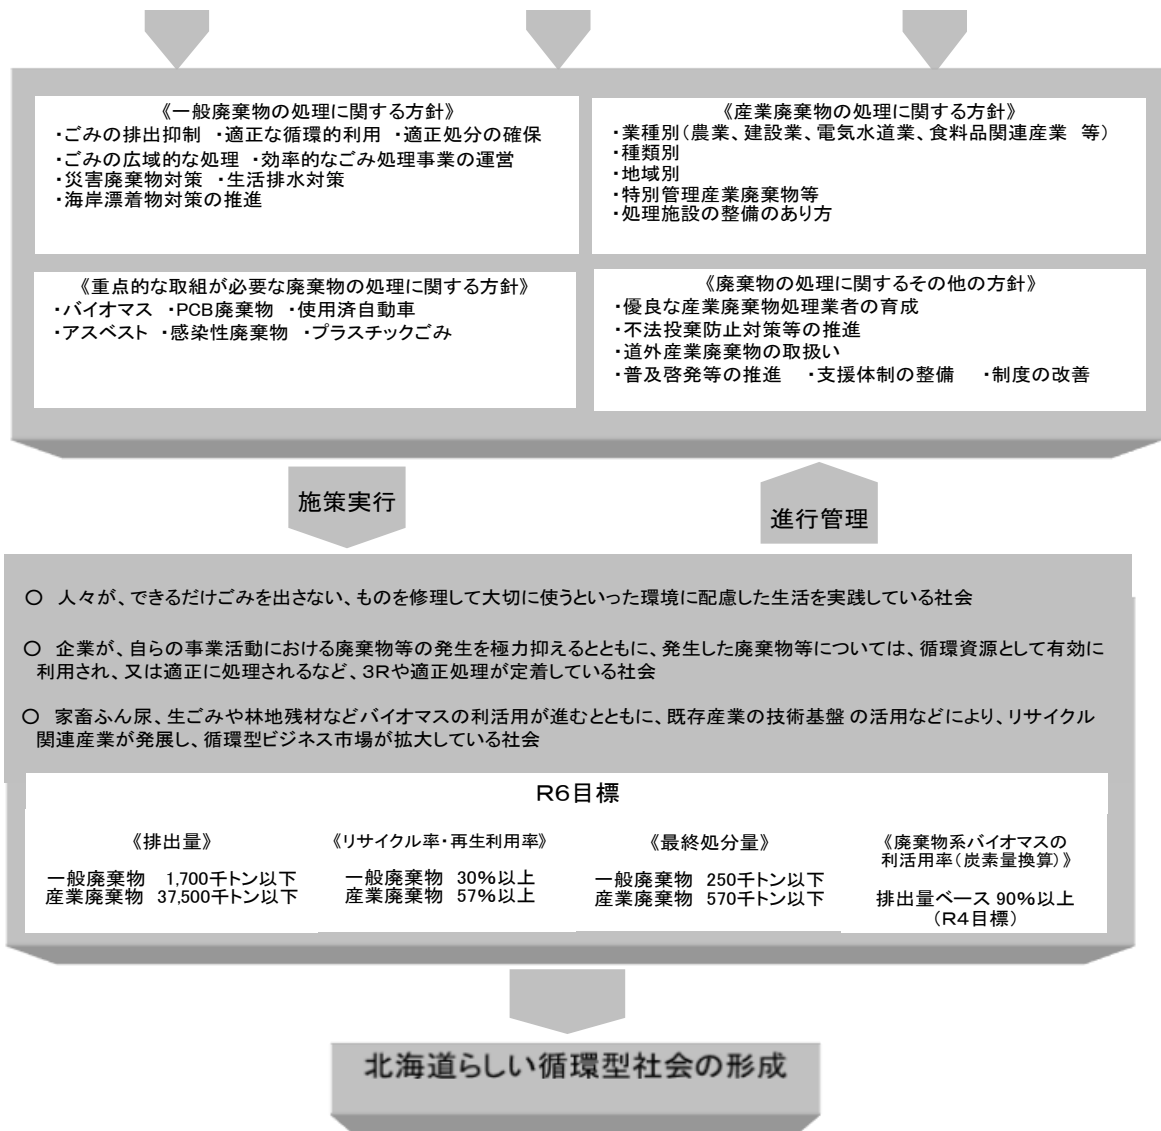 《一般廃棄物の処理に関する方針》
・ごみの排出抑制 ・適正な循環的利用 ・適正処分の確保
・ごみの広域的な処理 ・効率的なごみ処理事業の運営
・災害廃棄物対策 ・生活排水対策
・海岸漂着物対策の推進
《産業廃棄物の処理に関する方針》
・業種別（農業、建設業、電気水道業、食料品関連産業 等）
・種類別
・地域別
・特別管理産業廃棄物等
・処理施設の整備のあり方
《重点的な取組が必要な廃棄物の処理に関する方針》
・バイオマス ・PCB廃棄物 ・使用済自動車
・アスベスト ・感染性廃棄物 ・プラスチックごみ
《廃棄物の処理に関するその他の方針》
・優良な産業廃棄物処理業者の育成
・不法投棄防止対策等の推進
・道外産業廃棄物の取扱い
・普及啓発等の推進 ・支援体制の整備 ・制度の改善
施策実行
進行管理
○ 人々が、できるだけごみを出さない、ものを修理して大切に使うといった環境に配慮した生活を実践している社会
○ 企業が、自らの事業活動における廃棄物等の発生を極力抑えるとともに、発生した廃棄物等については、循環資源として有効に
利用され、又は適正に処理されるなど、3Rや適正処理が定着している社会
○ 家畜ふん尿、生ごみや林地残材などバイオマスの利活用が進むとともに、既存産業の技術基盤 の活用などにより、リサイクル
関連産業が発展し、循環型ビジネス市場が拡大している社会
R6目標
《排出量》
一般廃棄物 1,700千トン以下
産業廃棄物 37,500千トン以下
《リサイクル率・再生利用率》
一般廃棄物 30%以上
産業廃棄物 57%以上
《最終処分量》
一般廃棄物 250千トン以下
産業廃棄物 570千トン以下
《廃棄物系バイオマスの
利活用率（炭素量換算）》
排出量ベース 90%以上
（R4目標）
北海道らしい循環型社会の形成